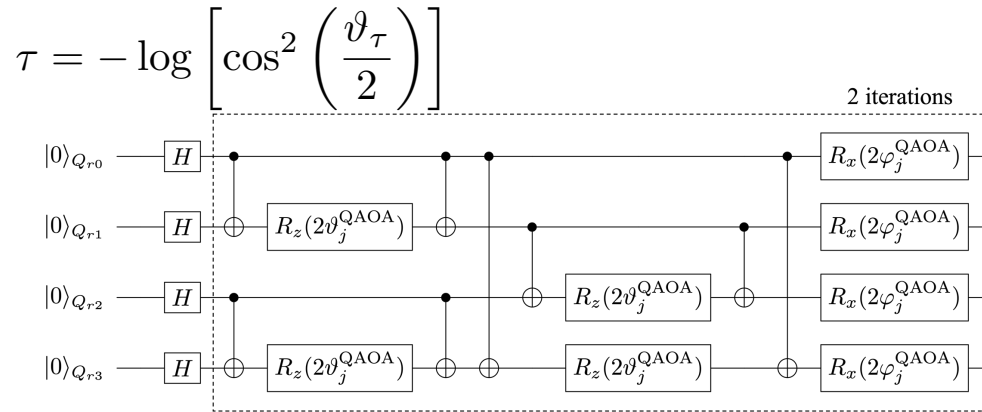 τ = − log [cos² (ϑ_τ / 2)]
2 iterations
|0⟩_{Q_{r0}} H R_x(2φ_j^{QAOA})
|0⟩_{Q_{r1}} H R_z(2ϑ_j^{QAOA}) R_x(2φ_j^{QAOA})
|0⟩_{Q_{r2}} H R_z(2ϑ_j^{QAOA}) R_x(2φ_j^{QAOA})
|0⟩_{Q_{r3}} H R_z(2ϑ_j^{QAOA}) R_z(2ϑ_j^{QAOA}) R_x(2φ_j^{QAOA})